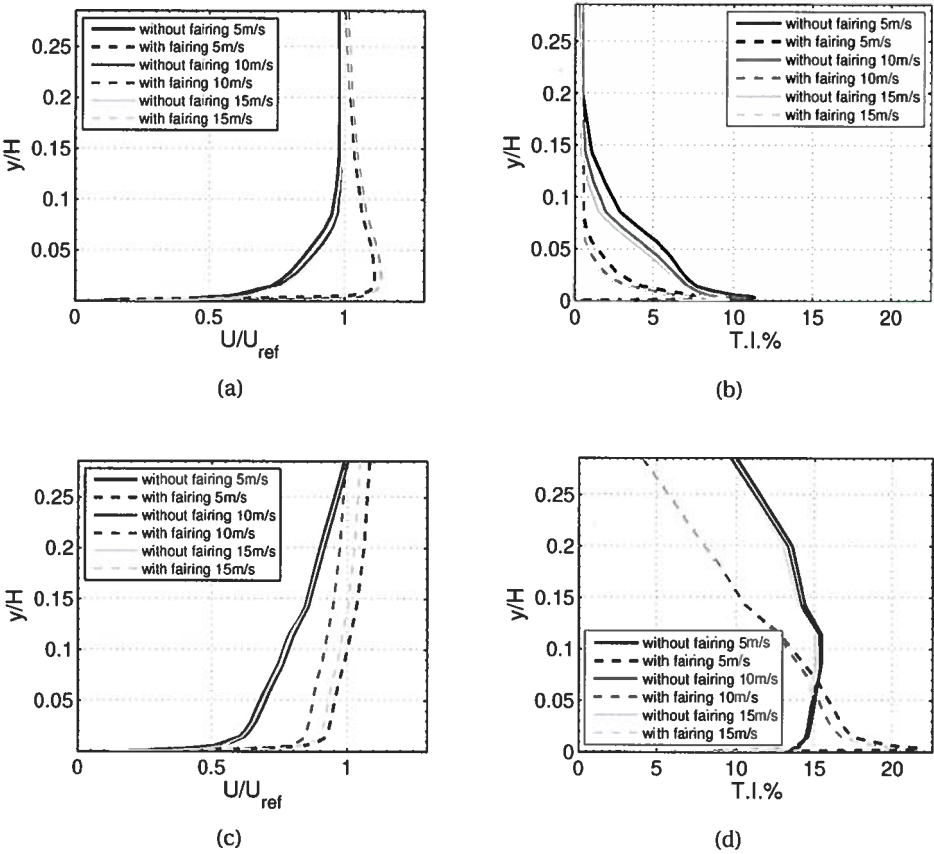 without fairing 5m/s
with fairing 5m/s
without fairing 10m/s
with fairing 10m/s
without fairing 15m/s
with fairing 15m/s
0.25
0.2
0.15
0.1
0.05
0
y/H
0.5
1
U/Uref
(a)
without fairing 5m/s
with fairing 5m/s
without fairing 10m/s
with fairing 10m/s
without fairing 15m/s
with fairing 15m/s
0.25
0.2
0.15
0.1
0.05
0
y/H
0
5
10
15
20
T.I.%
(b)
without fairing 5m/s
with fairing 5m/s
without fairing 10m/s
with fairing 10m/s
without fairing 15m/s
with fairing 15m/s
0.25
0.2
0.15
0.1
0.05
y/H
0
0.5
1
U/Uref
(c)
without fairing 5m/s
with fairing 5m/s
without fairing 10m/s
with fairing 10m/s
without fairing 15m/s
with fairing 15m/s
0.25
0.2
0.15
0.1
0.05
0
y/H
0
5
10
15
20
T.I.%
(d)